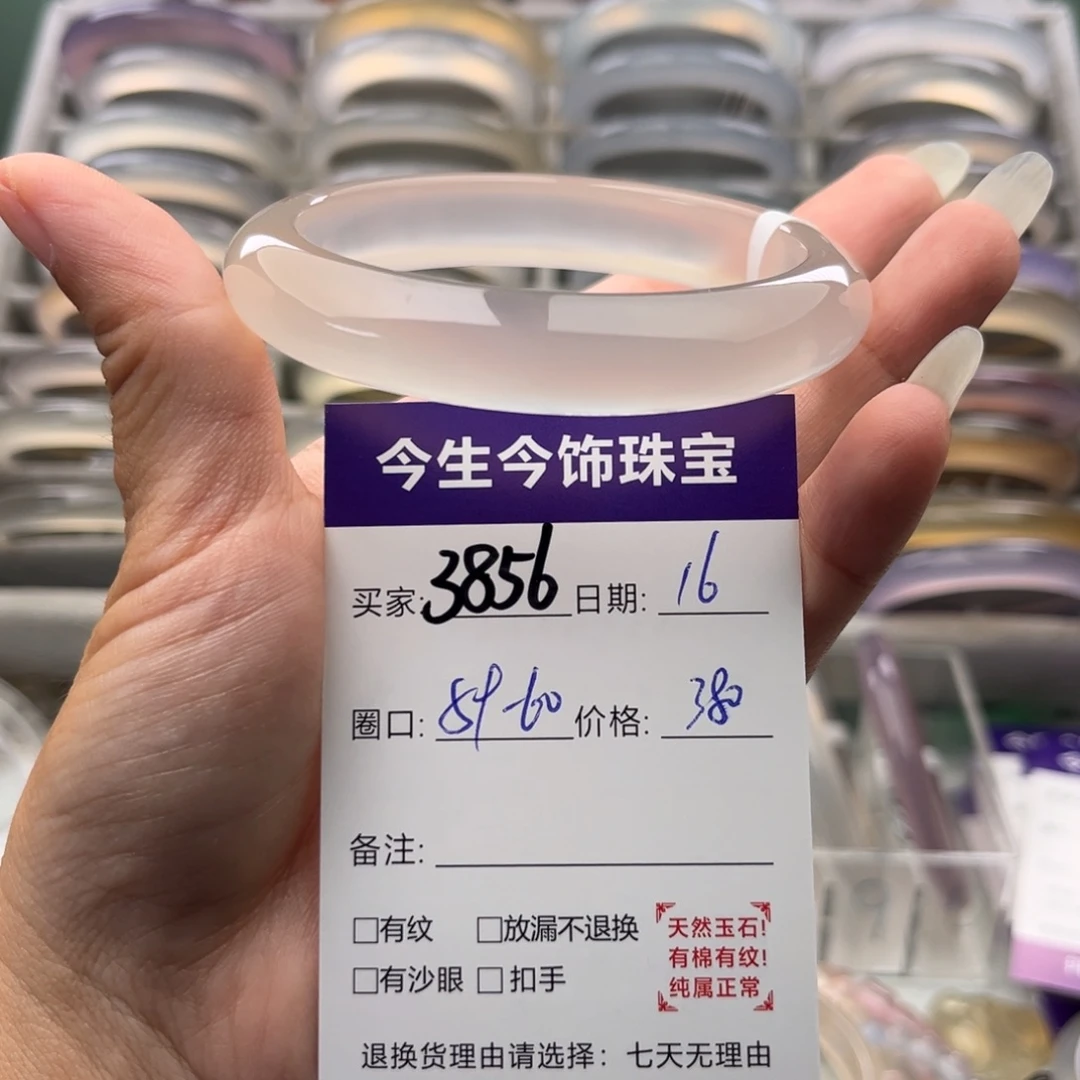 今生今饰珠宝
买家: 3856 日期: 16
圈口: 59-60 价格: 380
备注:
□有纹 □放漏不退换
□有沙眼 □扣手
天然玉石!
有棉有纹!
纯属正常
退换货理由请选择：七天无理由